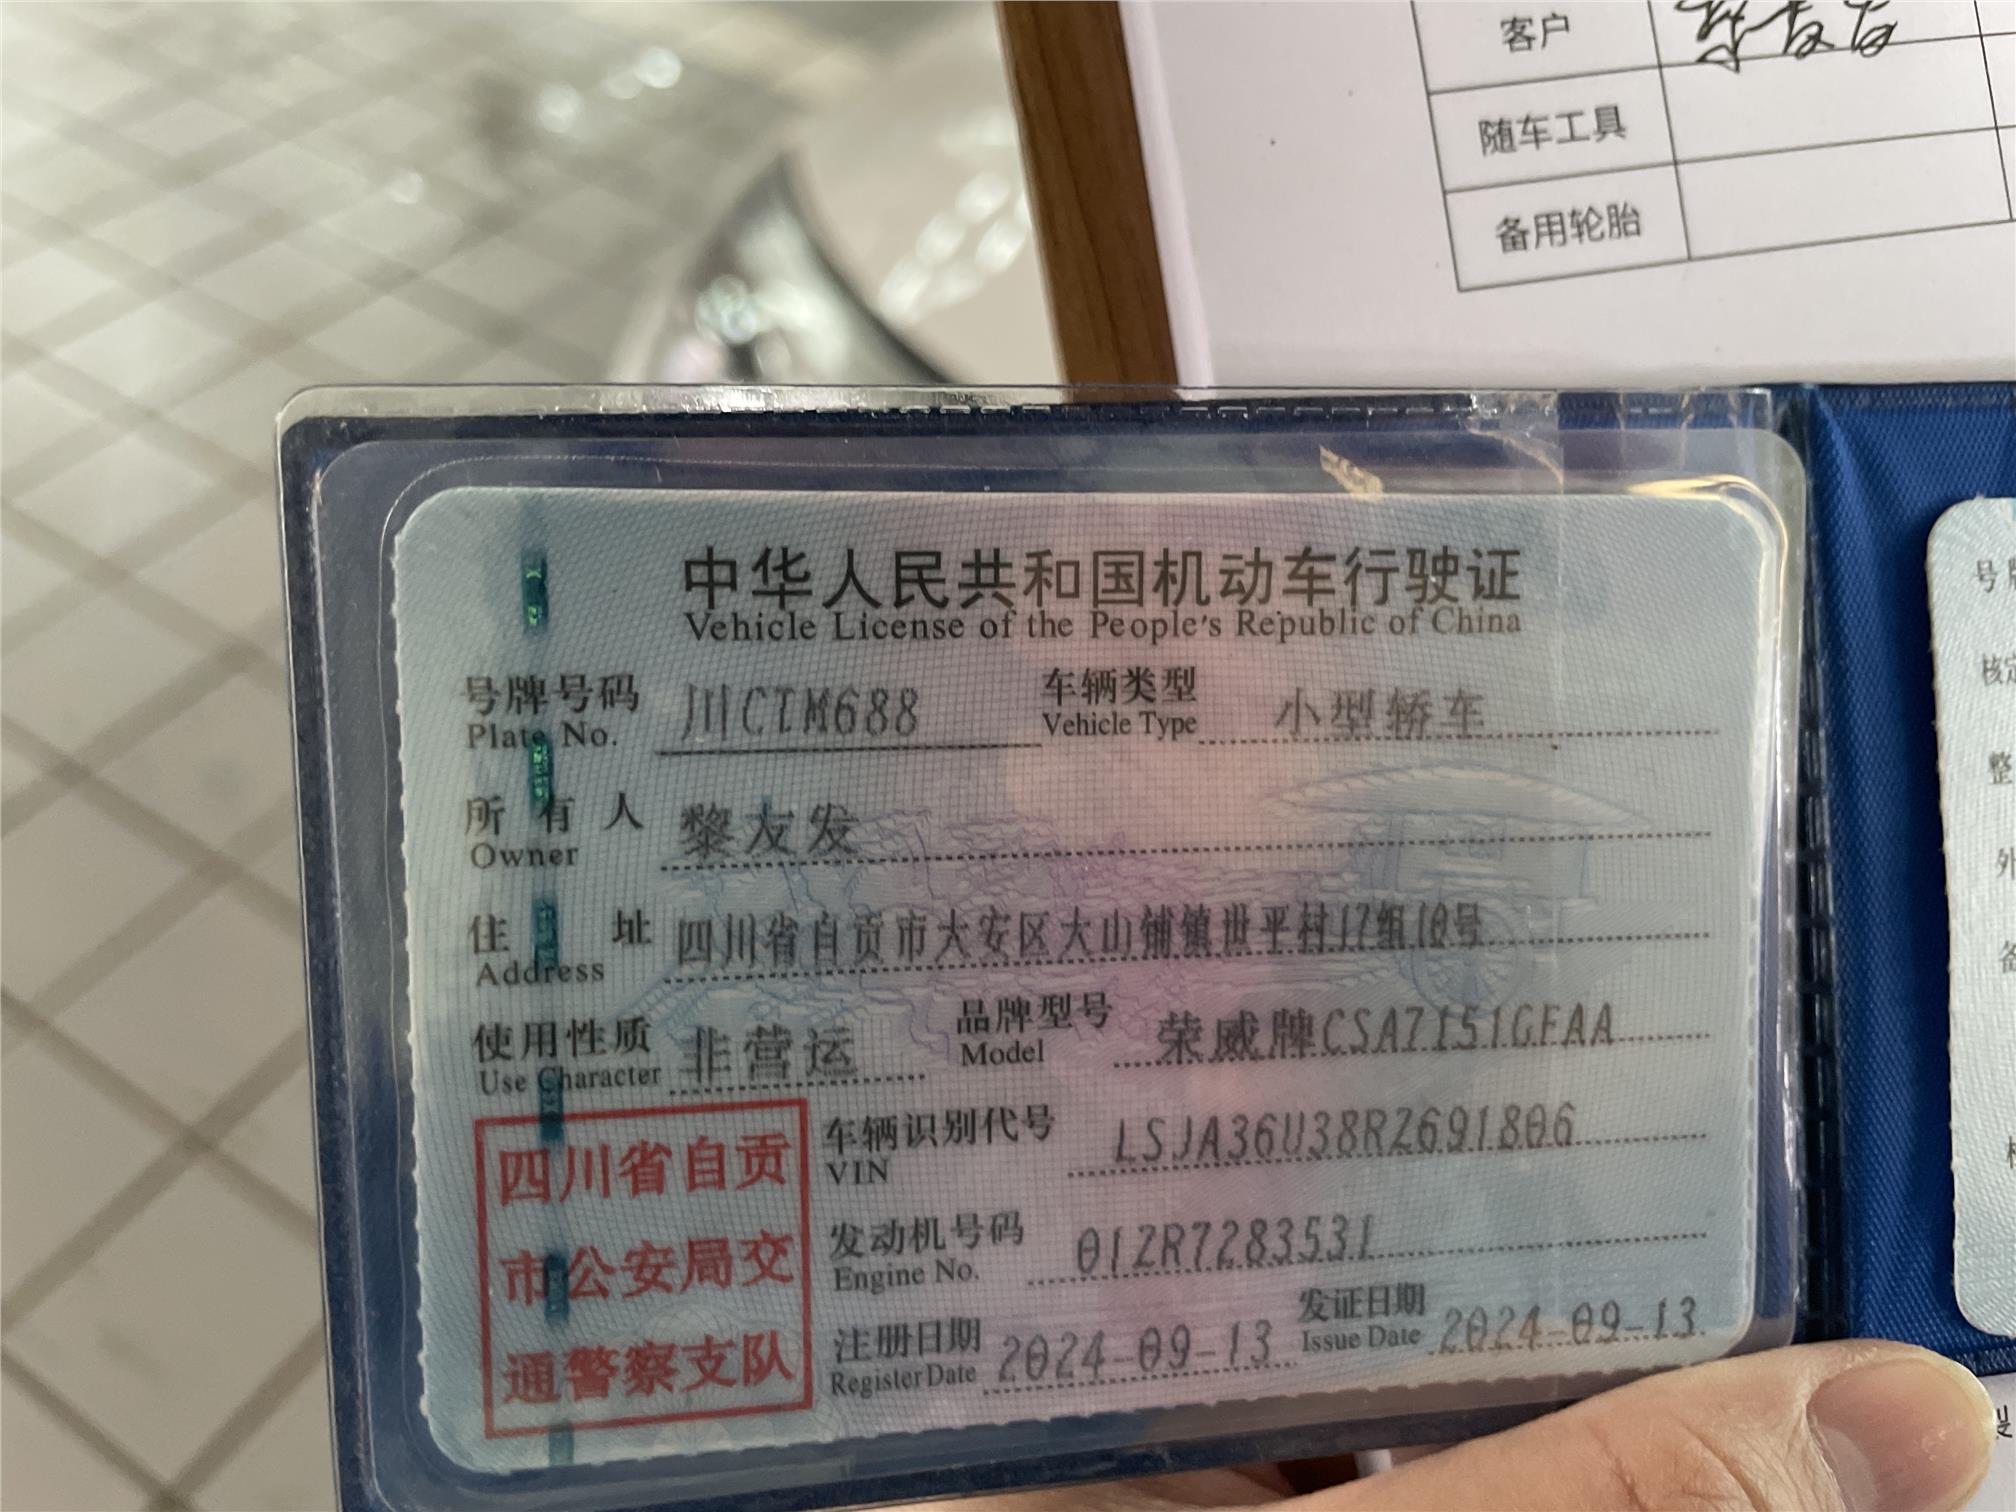 客户
随车工具
备用轮胎
中华人民共和国机动车行驶证
Vehicle License of the People's Republic of China
号牌号码 川CTM688 车辆类型 小型轿车
Plate No. Vehicle Type
所有人 黎友发
Owner
住址 四川省自贡市大安区大山铺镇世平村17组10号
Address
使用性质 非营运 品牌型号 荣威牌CSA7151GFAA
Use Character Model
车辆识别代号 LSJA36U38RZ691806
VIN
发动机号码 01ZR7283531
Engine No.
注册日期 2024-09-13 发证日期 2024-09-13
Register Date Issue Date
四川省自贡
市公安局交
通警察支队
号
核
整
外